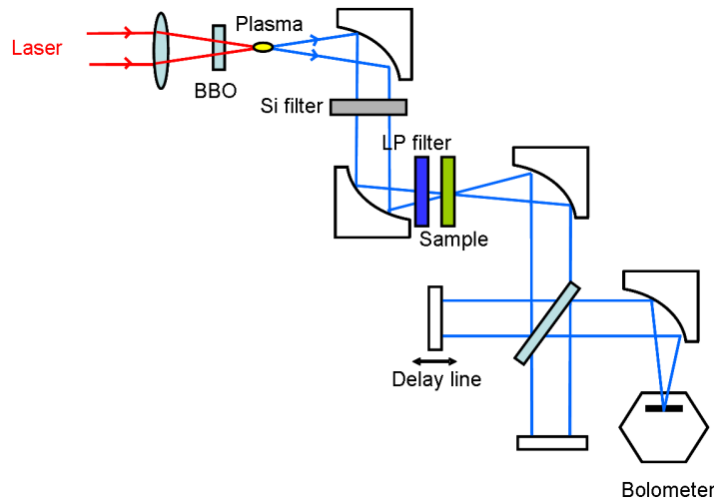 Plasma
Laser
BBO
Si filter
LP filter
Sample
Delay line
Bolometer